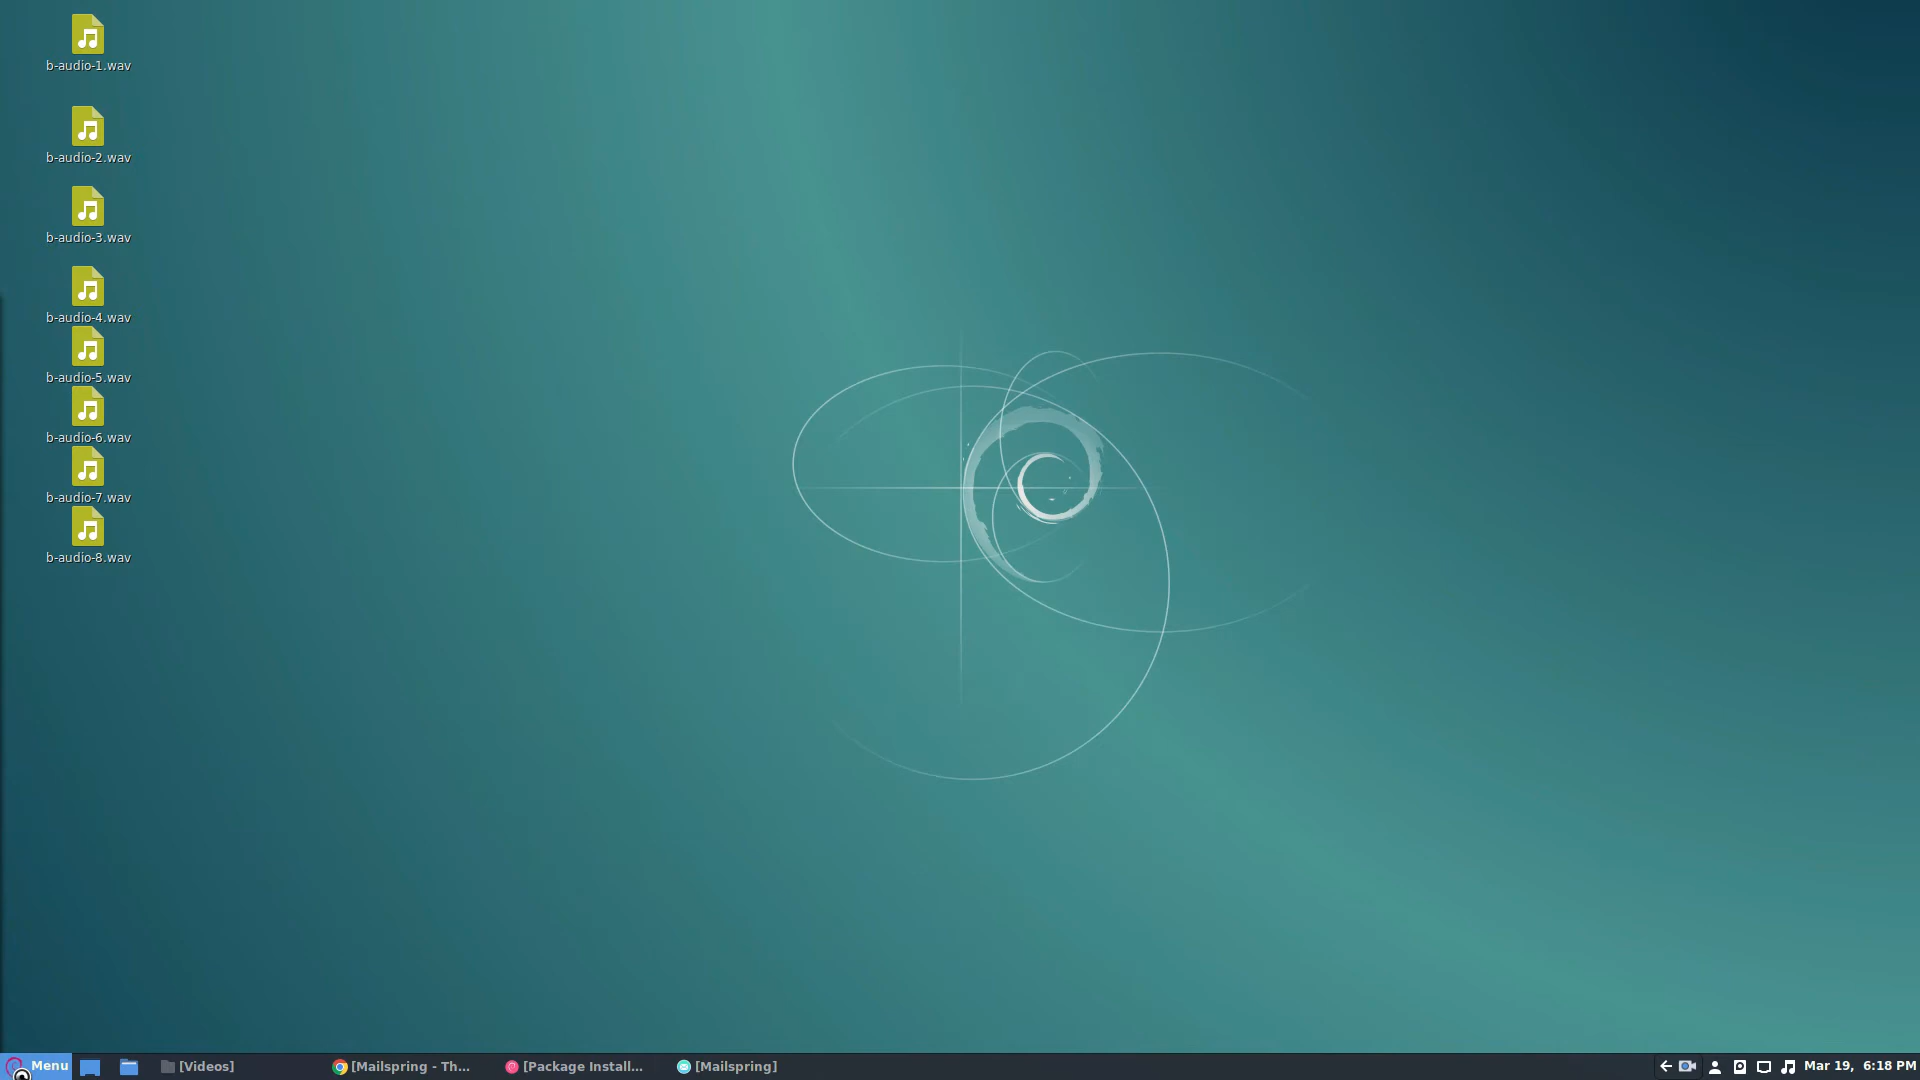 b-audio-1.wav
b-audio-2.wav
b-audio-3.wav
b-audio-4.wav
b-audio-5.wav
b-audio-6.wav
b-audio-7.wav
b-audio-8.wav
Menu [Videos] [Mailspring - Th... [Package Install... [Mailspring] Mar 19, 6:18 PM